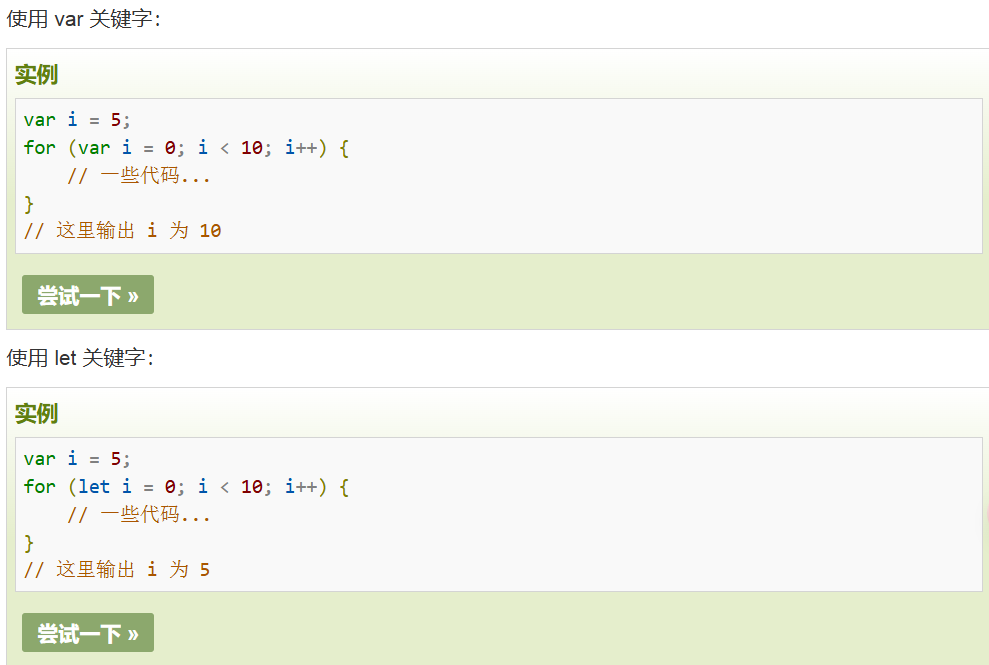 使用 var 关键字：
实例
var i = 5;
for (var i = 0; i < 10; i++) {
    // 一些代码...
}
// 这里输出 i 为 10
尝试一下 »
使用 let 关键字：
实例
var i = 5;
for (let i = 0; i < 10; i++) {
    // 一些代码...
}
// 这里输出 i 为 5
尝试一下 »